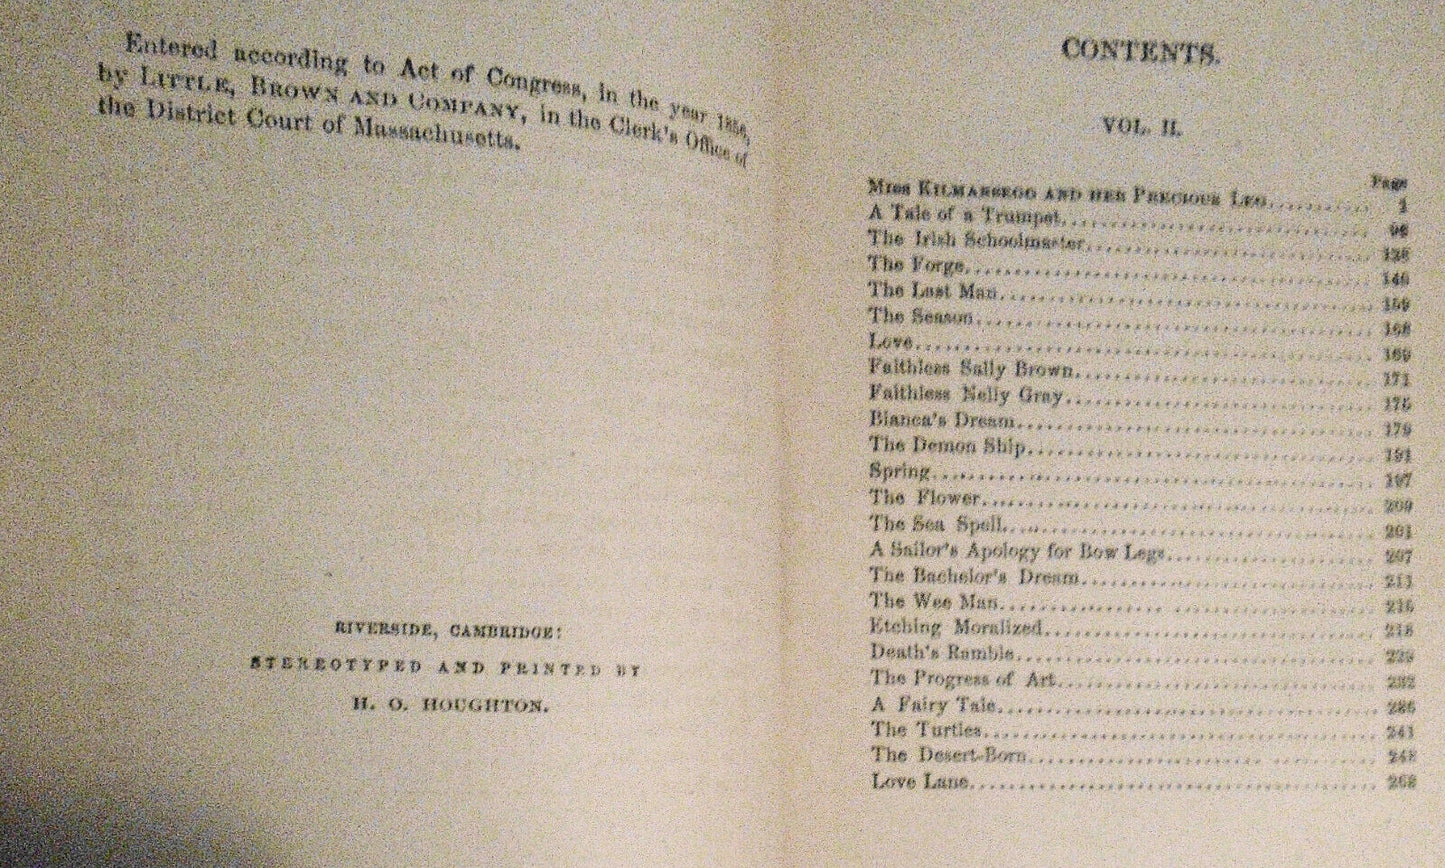 Entered according to Act of Congress, in the year 1856,
by LITTLE, BROWN AND COMPANY, in the Clerk's Office of
the District Court of Massachusetts.
RIVERSIDE, CAMBRIDGE:
STEREOTYPED AND PRINTED BY
H. O. HOUGHTON.
CONTENTS.
VOL. II.
Page
MISS KILMANSEGG AND HER PRECIOUS LEG.......... 1
A Tale of a Trumpet.............................. 96
The Irish Schoolmaster........................... 138
The Forge........................................ 146
The Last Man..................................... 159
The Season....................................... 168
Love............................................. 169
Faithless Sally Brown............................ 171
Faithless Nelly Gray............................. 175
Bianca's Dream................................... 179
The Demon Ship................................... 191
Spring........................................... 197
The Flower....................................... 200
The Sea Spell.................................... 201
A Sailor's Apology for Bow Legs.................. 207
The Bachelor's Dream............................. 211
The Wee Man...................................... 215
Etching Moralized................................ 218
Death's Ramble...................................
The Progress of Art.............................. 232
A Fairy Tale..................................... 236
The Turtles...................................... 241
The Desert-Born.................................. 248
Love Lane........................................ 258